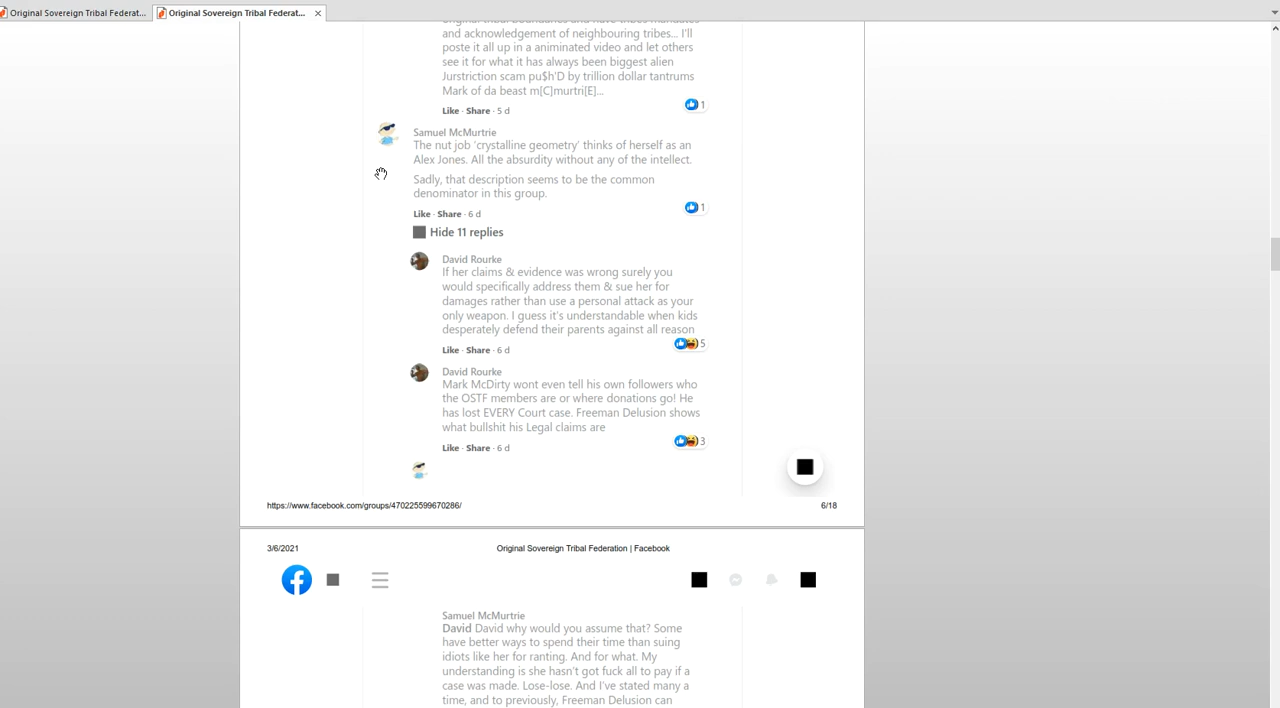 Original Sovereign Tribal Federat... Original Sovereign Tribal Federat...
Original tribal boundaries and have tribes mandates
and acknowledgement of neighbouring tribes... I'll
poste it all up in a animinated video and let others
see it for what it has always been biggest alien
Jurstriction scam pu$h'D by trillion dollar tantrums
Mark of da beast m[C]murtri[E]...
1
Like · Share · 5 d
Samuel McMurtrie
The nut job 'crystalline geometry' thinks of herself as an
Alex Jones. All the absurdity without any of the intellect.
Sadly, that description seems to be the common
denominator in this group.
1
Like · Share · 6 d
Hide 11 replies
David Rourke
If her claims & evidence was wrong surely you
would specifically address them & sue her for
damages rather than use a personal attack as your
only weapon. I guess it's understandable when kids
desperately defend their parents against all reason
5
Like · Share · 6 d
David Rourke
Mark McDirty wont even tell his own followers who
the OSTF members are or where donations go! He
has lost EVERY Court case. Freeman Delusion shows
what bullshit his Legal claims are
3
Like · Share · 6 d
https://www.facebook.com/groups/470225599670286/ 6/18
3/6/2021 Original Sovereign Tribal Federation | Facebook
Samuel McMurtrie
David David why would you assume that? Some
have better ways to spend their time than suing
idiots like her for ranting. And for what. My
understanding is she hasn't got fuck all to pay if a
case was made. Lose-lose. And I've stated many a
time, and to previously, Freeman Delusion can